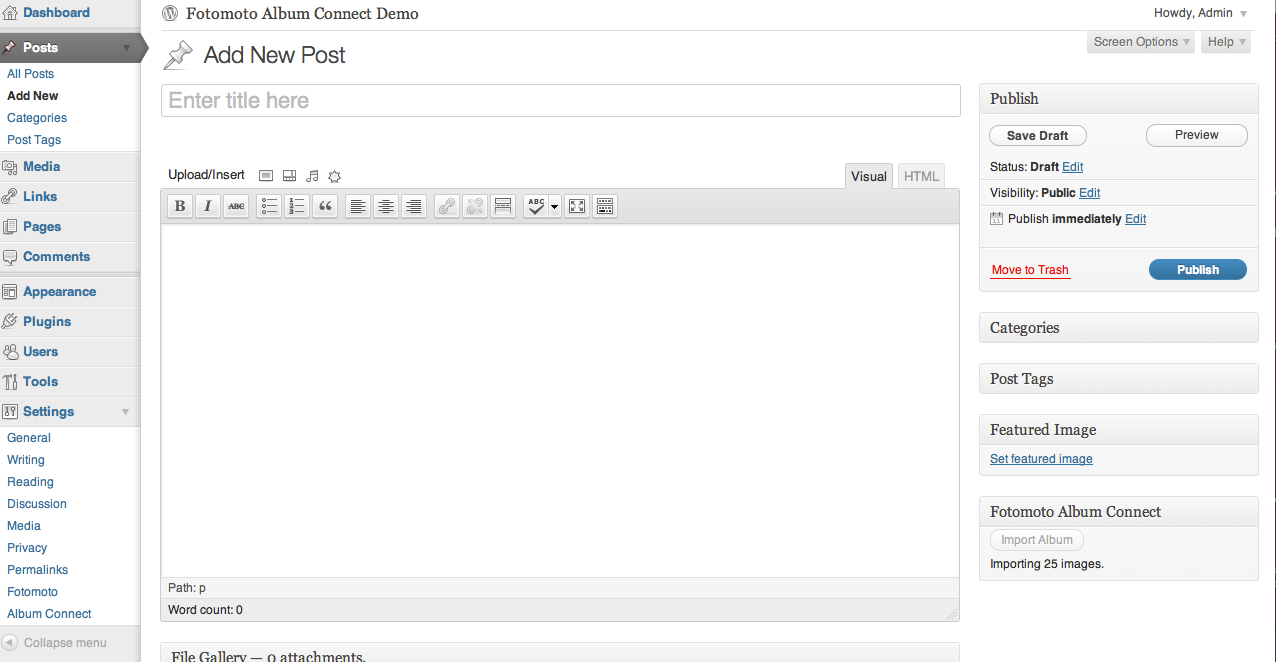 Dashboard
Posts
All Posts
Add New
Categories
Post Tags
Media
Links
Pages
Comments
Appearance
Plugins
Users
Tools
Settings
General
Writing
Reading
Discussion
Media
Privacy
Permalinks
Fotomoto
Album Connect
Collapse menu
Fotomoto Album Connect Demo
Howdy, Admin
Screen Options
Help
Add New Post
Enter title here
Upload/Insert
Visual
HTML
B I ABC
ABC
Path: p
Word count: 0
File Gallery — 0 attachments.
Publish
Save Draft
Preview
Status: Draft Edit
Visibility: Public Edit
Publish immediately Edit
Move to Trash
Publish
Categories
Post Tags
Featured Image
Set featured image
Fotomoto Album Connect
Import Album
Importing 25 images.